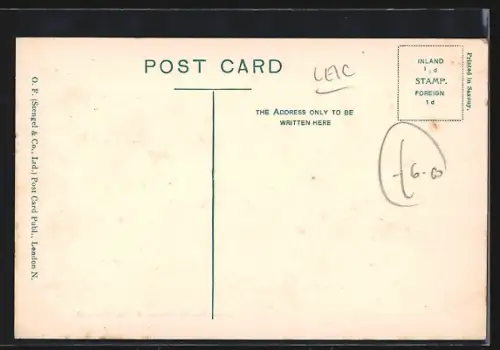 POST CARD
LEIC
INLAND
½d
STAMP.
FOREIGN
1d
Printed in Saxony.
THE ADDRESS ONLY TO BE
WRITTEN HERE
O. P. (Stengel & Co., Ltd.) Post Card Publ., London N.